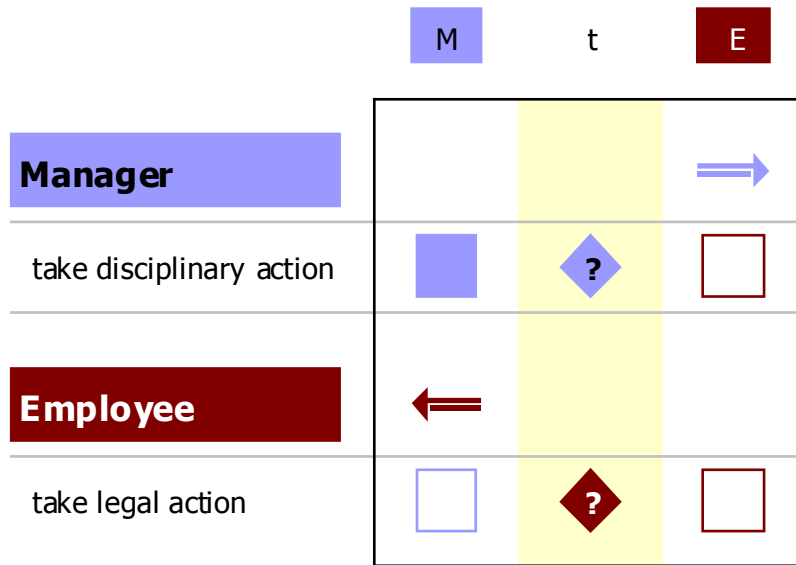 M t E
Manager
take disciplinary action ?
Employee
take legal action ?